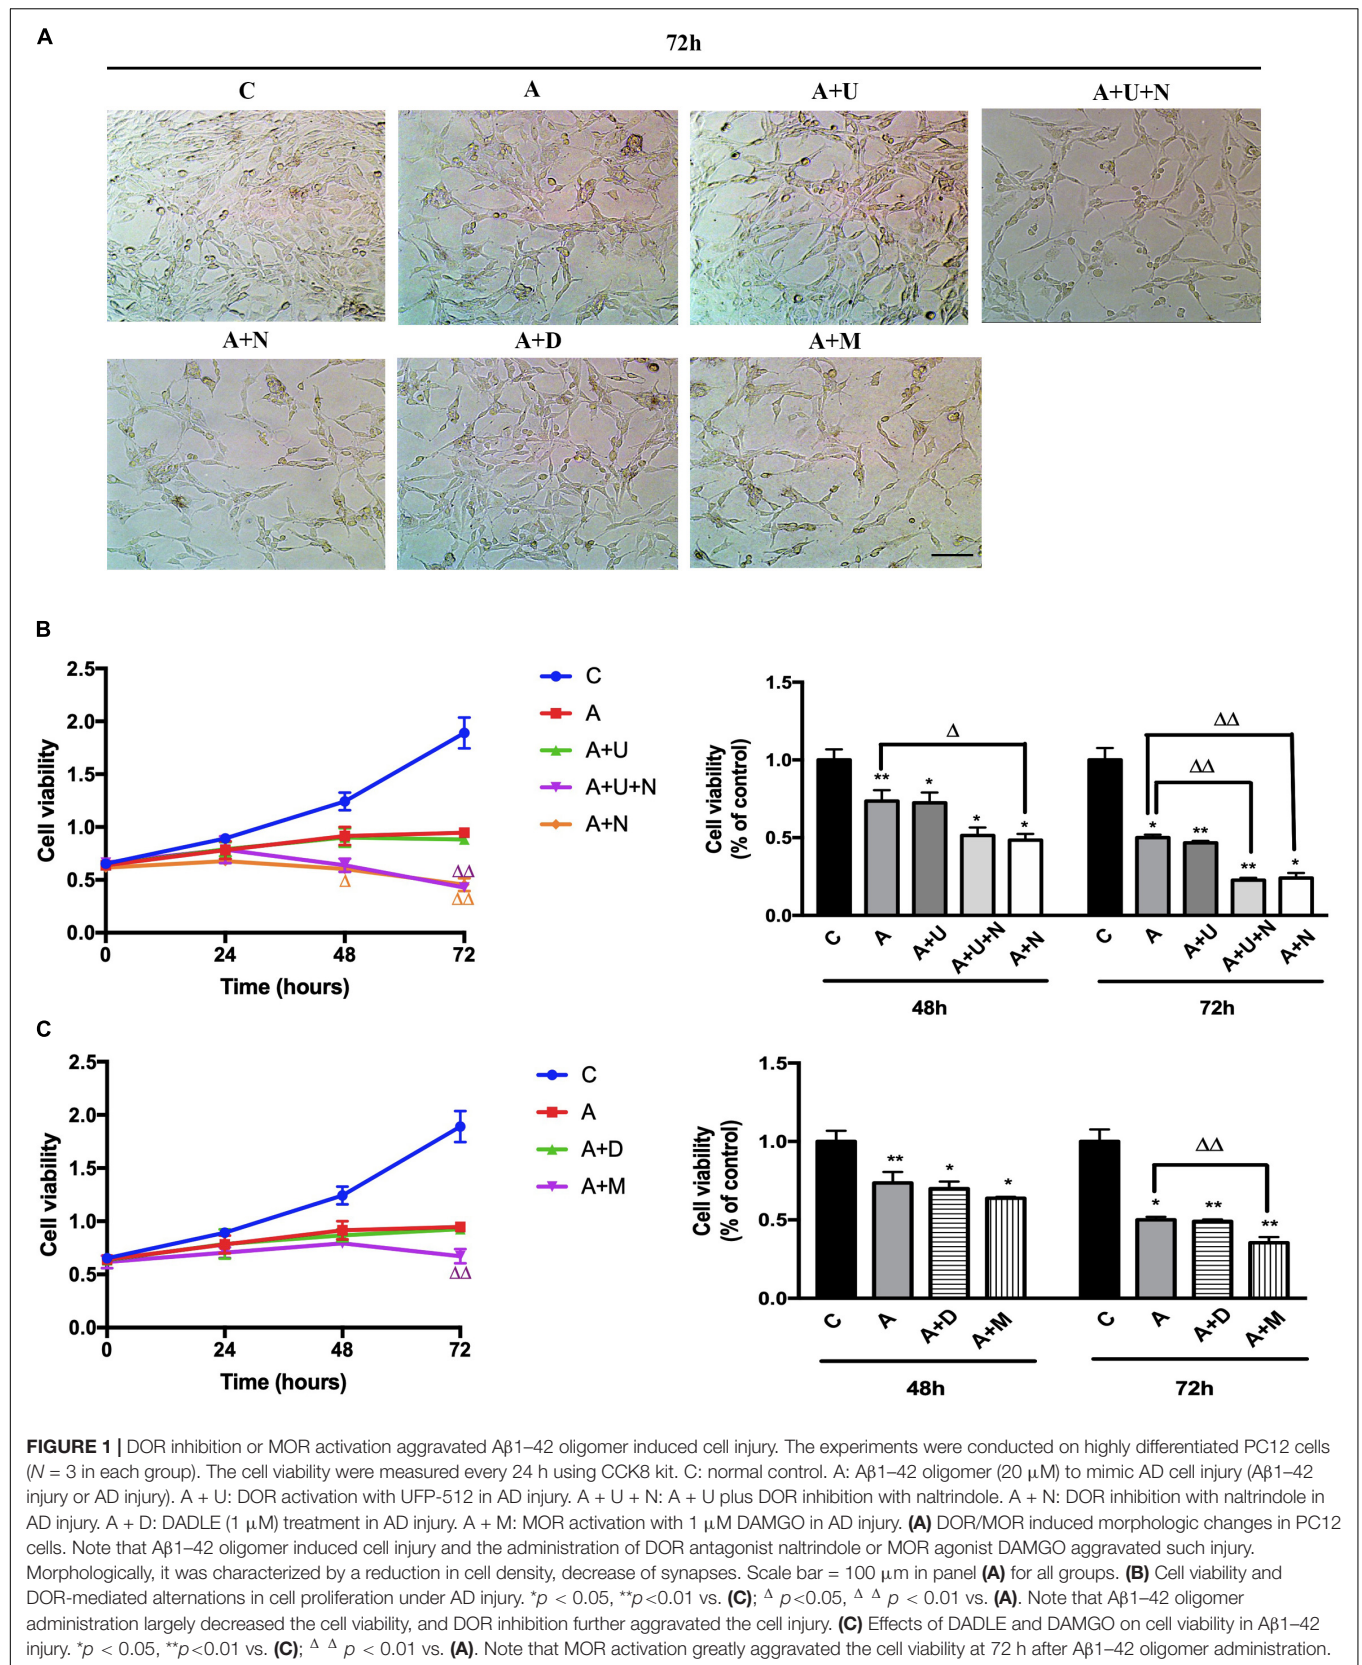 A
72h
C
A
A+U
A+U+N
A+N
A+D
A+M
B
2.5
2.0
1.5
1.0
0.5
0.0
Cell viability
0
24
48
72
Time (hours)
Δ
ΔΔ
ΔΔ
C
A
A+U
A+U+N
A+N
1.5
1.0
0.5
0.0
Cell viability
(% of control)
Δ
**
*
*
*
C
A
A+U
A+U+N
A+N
48h
ΔΔ
ΔΔ
*
**
**
*
C
A
A+U
A+U+N
A+N
72h
C
2.5
2.0
1.5
1.0
0.5
0.0
Cell viability
0
24
48
72
Time (hours)
ΔΔ
C
A
A+D
A+M
1.5
1.0
0.5
0.0
Cell viability
(% of control)
**
*
*
C
A
A+D
A+M
48h
ΔΔ
*
**
**
C
A
A+D
A+M
72h
FIGURE 1 | DOR inhibition or MOR activation aggravated Aβ1–42 oligomer induced cell injury. The experiments were conducted on highly differentiated PC12 cells
(N = 3 in each group). The cell viability were measured every 24 h using CCK8 kit. C: normal control. A: Aβ1–42 oligomer (20 μM) to mimic AD cell injury (Aβ1–42
injury or AD injury). A + U: DOR activation with UFP-512 in AD injury. A + U + N: A + U plus DOR inhibition with naltrindole. A + N: DOR inhibition with naltrindole in
AD injury. A + D: DADLE (1 μM) treatment in AD injury. A + M: MOR activation with 1 μM DAMGO in AD injury. (A) DOR/MOR induced morphologic changes in PC12
cells. Note that Aβ1–42 oligomer induced cell injury and the administration of DOR antagonist naltrindole or MOR agonist DAMGO aggravated such injury.
Morphologically, it was characterized by a reduction in cell density, decrease of synapses. Scale bar = 100 μm in panel (A) for all groups. (B) Cell viability and
DOR-mediated alternations in cell proliferation under AD injury. *p < 0.05, **p<0.01 vs. (C); Δ p<0.05, Δ Δ p < 0.01 vs. (A). Note that Aβ1–42 oligomer
administration largely decreased the cell viability, and DOR inhibition further aggravated the cell injury. (C) Effects of DADLE and DAMGO on cell viability in Aβ1–42
injury. *p < 0.05, **p<0.01 vs. (C); Δ Δ p < 0.01 vs. (A). Note that MOR activation greatly aggravated the cell viability at 72 h after Aβ1–42 oligomer administration.